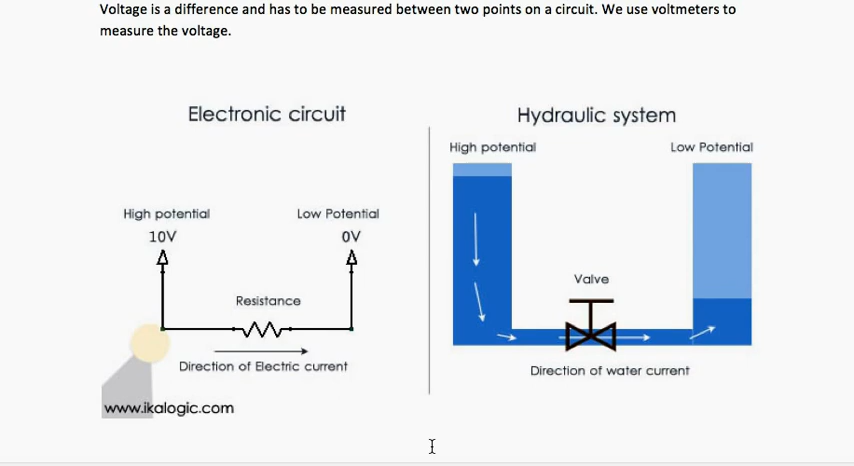 Voltage is a difference and has to be measured between two points on a circuit. We use voltmeters to
measure the voltage.
Electronic circuit
High potential
10V
Low Potential
0V
Resistance
Direction of Electric current
www.ikalogic.com
Hydraulic system
High potential
Low Potential
Valve
Direction of water current